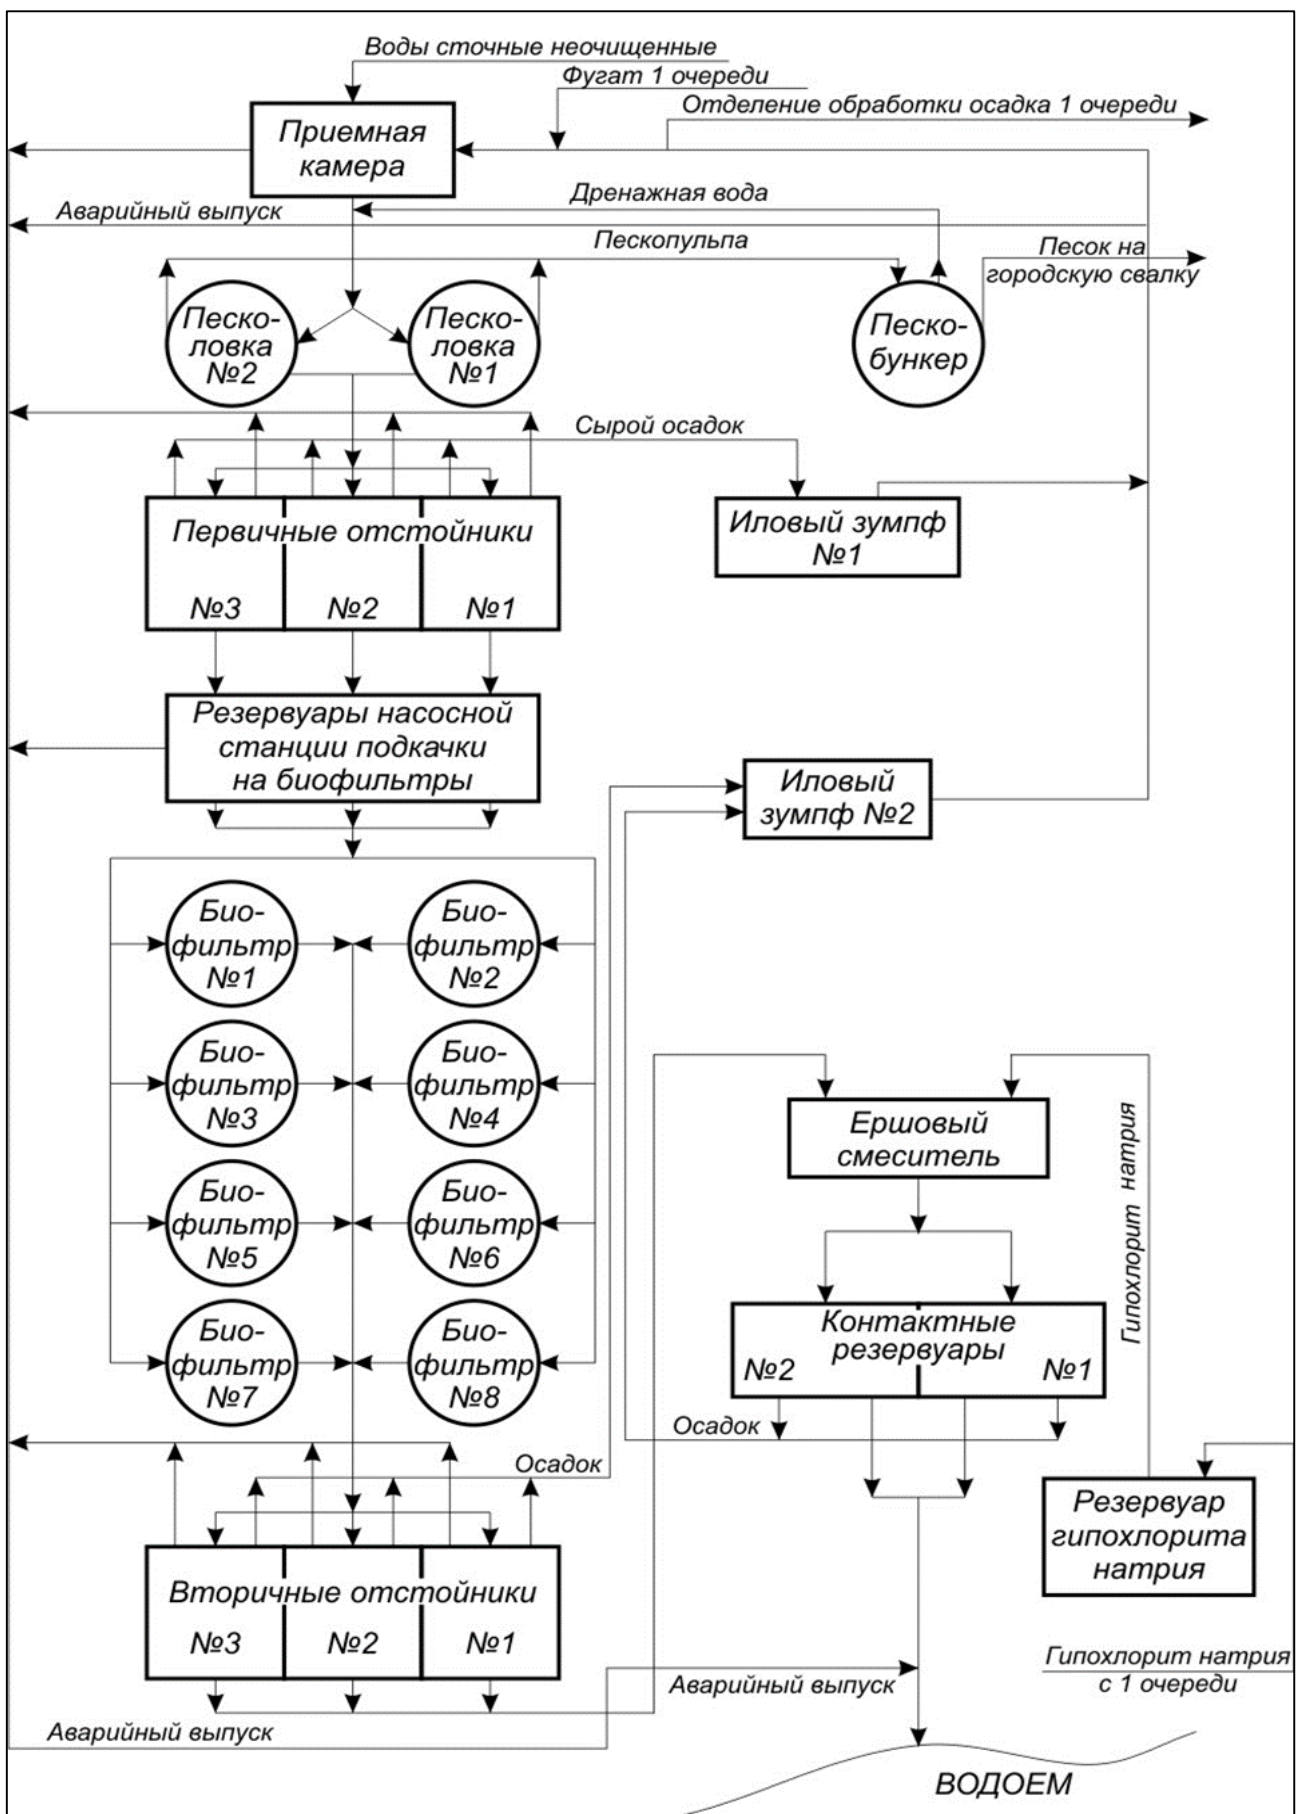 Воды сточные неочищенные
Фугат 1 очереди
Отделение обработки осадка 1 очереди
Приемная
камера
Дренажная вода
Аварийный выпуск
Пескопульпа
Песок на
городскую свалку
Песко-
ловка
№2
Песко-
ловка
№1
Песко-
бункер
Сырой осадок
Первичные отстойники
№3
№2
№1
Иловый зумпф
№1
Резервуары насосной
станции подкачки
на биофильтры
Иловый
зумпф №2
Био-
фильтр
№1
Био-
фильтр
№2
Био-
фильтр
№3
Био-
фильтр
№4
Био-
фильтр
№5
Био-
фильтр
№6
Био-
фильтр
№7
Био-
фильтр
№8
Ершовый
смеситель
Гипохлорит натрия
Контактные
резервуары
№2
№1
Осадок
Осадок
Резервуар
гипохлорита
натрия
Вторичные отстойники
№3
№2
№1
Гипохлорит натрия
с 1 очереди
Аварийный выпуск
Аварийный выпуск
ВОДОЕМ